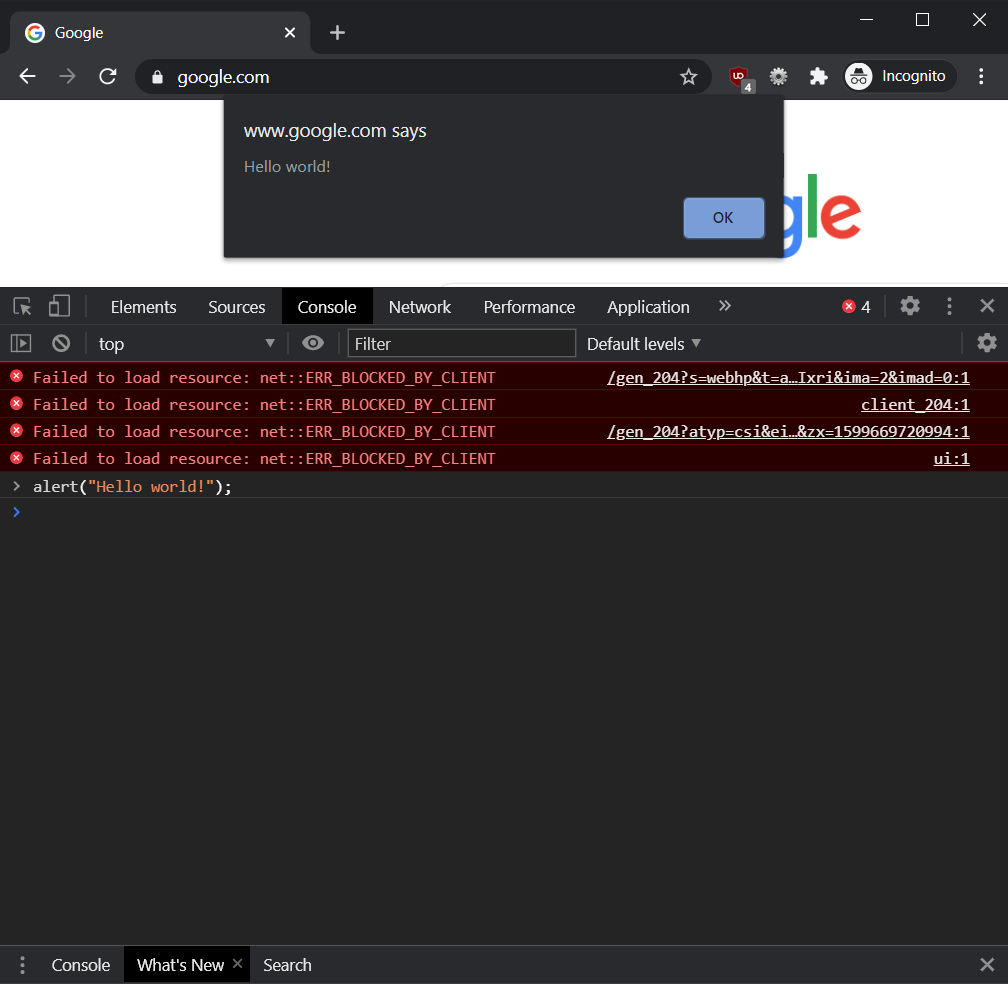 Google
google.com
4
Incognito
www.google.com says
Hello world!
OK
gle
Elements Sources Console Network Performance Application » 4
top Filter Default levels
Failed to load resource: net::ERR_BLOCKED_BY_CLIENT /gen_204?s=webhp&t=a…Ixri&ima=2&imad=0:1
Failed to load resource: net::ERR_BLOCKED_BY_CLIENT client_204:1
Failed to load resource: net::ERR_BLOCKED_BY_CLIENT /gen_204?atyp=csi&ei…&zx=1599669720994:1
Failed to load resource: net::ERR_BLOCKED_BY_CLIENT ui:1
> alert("Hello world!");
>
Console What's New Search